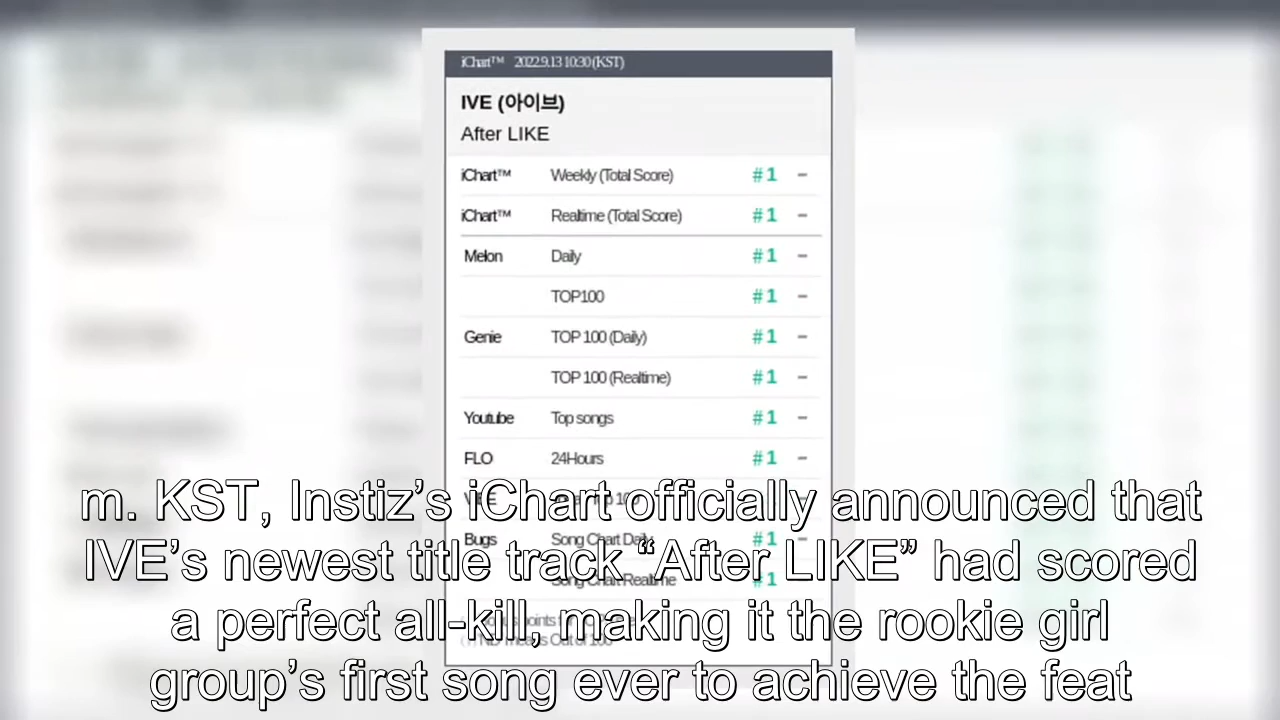 iChart™ 2022.9.13 10:30 (KST)
IVE (아이브)
After LIKE
iChart™ Weekly (Total Score) #1 –
iChart™ Realtime (Total Score) #1 –
Melon Daily #1 –
TOP100 #1 –
Genie TOP 100 (Daily) #1 –
TOP 100 (Realtime) #1 –
Youtube Top songs #1 –
FLO 24Hours #1 –
Bugs Song Chart Daily #1 –
Song Chart Realtime #1
m. KST, Instiz’s iChart officially announced that
IVE’s newest title track “After LIKE” had scored
a perfect all-kill, making it the rookie girl
group’s first song ever to achieve the feat